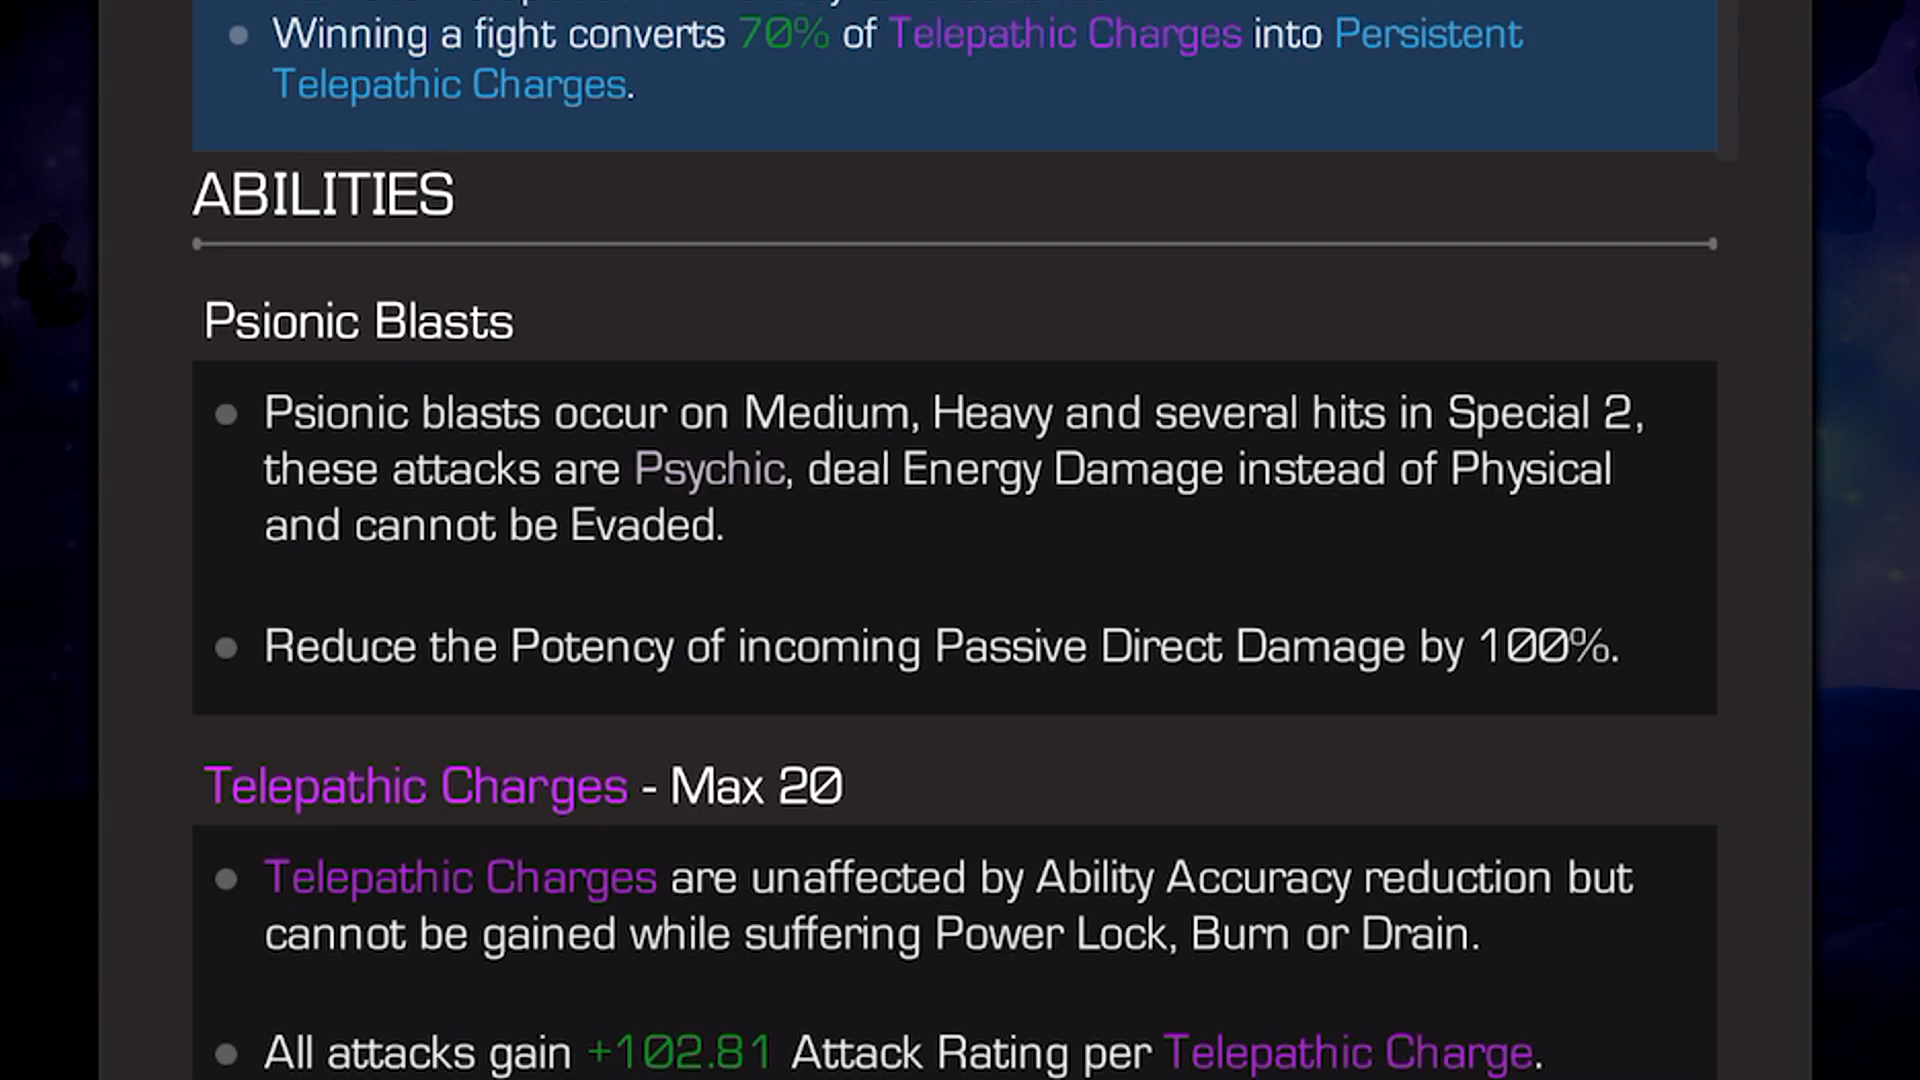 Winning a fight converts 70% of Telepathic Charges into Persistent
Telepathic Charges.
ABILITIES
Psionic Blasts
Psionic blasts occur on Medium, Heavy and several hits in Special 2,
these attacks are Psychic, deal Energy Damage instead of Physical
and cannot be Evaded.
Reduce the Potency of incoming Passive Direct Damage by 100%.
Telepathic Charges - Max 20
Telepathic Charges are unaffected by Ability Accuracy reduction but
cannot be gained while suffering Power Lock, Burn or Drain.
All attacks gain +102.81 Attack Rating per Telepathic Charge.